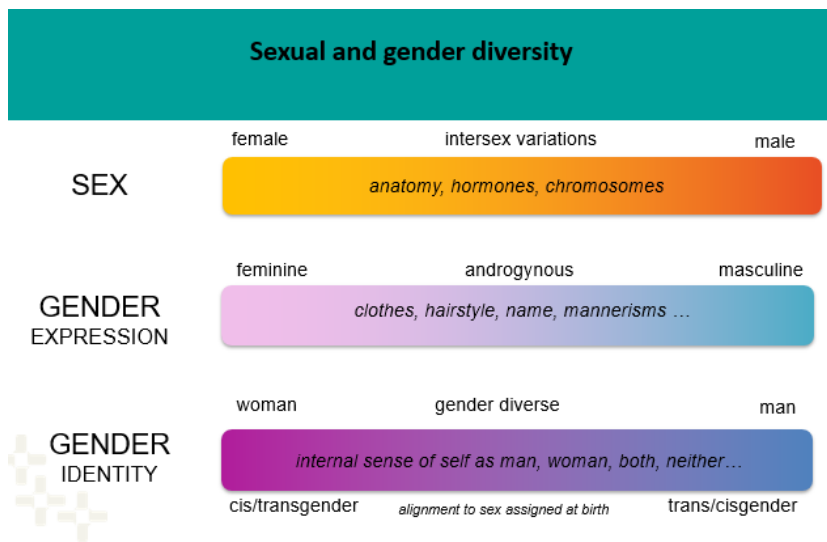 Sexual and gender diversity
female intersex variations male
SEX
anatomy, hormones, chromosomes
feminine androgynous masculine
GENDER
EXPRESSION
clothes, hairstyle, name, mannerisms …
woman gender diverse man
GENDER
IDENTITY
internal sense of self as man, woman, both, neither…
cis/transgender alignment to sex assigned at birth trans/cisgender